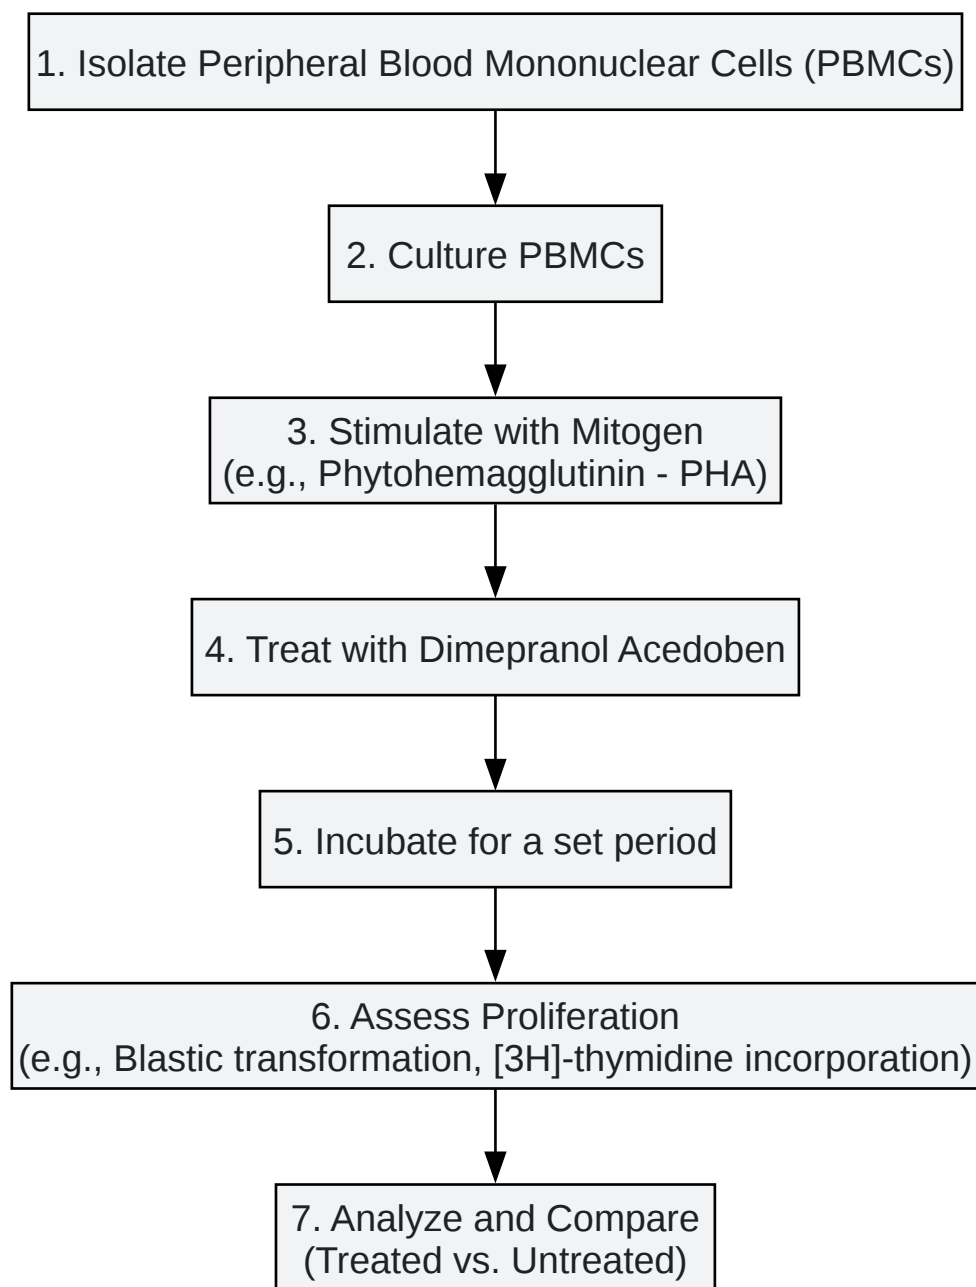 1. Isolate Peripheral Blood Mononuclear Cells (PBMCs)
2. Culture PBMCs
3. Stimulate with Mitogen
(e.g., Phytohemagglutinin - PHA)
4. Treat with Dimepranol Acedoben
5. Incubate for a set period
6. Assess Proliferation
(e.g., Blastic transformation, [3H]-thymidine incorporation)
7. Analyze and Compare
(Treated vs. Untreated)